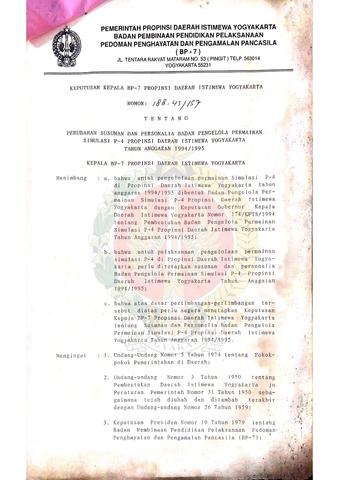 PEMERINTAH PROPINSI DAERAH ISTIMEWA YOGYAKARTA
BADAN PEMBINAAN PENDIDIKAN PELAKSANAAN
PEDOMAN PENGHAYATAN DAN PENGAMALAN PANCASILA
( BP - 7 )
JL. TENTARA RAKYAT MATARAM NO. 53 ( PINGIT ) TELP. 563014
YOGYAKARTA 55231
KEPUTUSAN KEPALA BP-7 PROPINSI DAERAH ISTIMEWA YOGYAKARTA
NOMOR: 188.43/157
T E N T A N G
PERUBAHAN SUSUNAN DAN PERSONALIA BADAN PENGELOLA PERMAINAN
SIMULASI P-4 PROPINSI DAERAH ISTIMEWA YOGYAKARTA
TAHUN ANGGARAN 1994/1995
KEPALA BP-7 PROPINSI DAERAH ISTIMEWA YOGYAKARTA
Menimbang : a. bahwa untuk pengelolaan permainan Simulasi P-4
di Propinsi Daerah Istimewa Yogyakarta tahun
anggaran 1994/1995 dibentuk Badan Pengelola Per-
mainan Simulasi P-4 Propinsi Daerah Istimewa
Yogyakarta dengan Keputusan Gubernur Kepala
Daerah Istimewa Yogyakarta Nomor 174/KPTS/1994
tentang Pembentukan Badan Pengelola Permainan
Simulasi P-4 Propinsi Daerah Istimewa Yogyakarta
Tahun Anggaran 1994/1995;
b. bahwa untuk pelaksanaan pengelolaan permainan
simulasi P-4 di Propinsi Daerah Istimewa Yogya-
karta perlu ditetapkan susunan dan personalia
Badan Pengelola Permainan Simulasi P-4 Propinsi
Daerah Istimewa Yogyakarta Tahun Anggaran
1994/1995;
c. bahwa atas dasar pertimbangan-pertimbangan ter-
sebut diatas perlu segera menetapkan Keputusan
Kepala BP-7 Propinsi Daerah Istimewa Yogyakarta
tentang Susunan dan Personalia Badan Pengelola
Permainan Simulasi P-4 Propinsi Daerah Istimewa
Yogyakarta Tahun Anggaran 1994/1995.
Mengingat : 1. Undang-Undang Nomor 5 Tahun 1974 tentang Pokok-
pokok Pemerintahan di Daerah;
2. Undang-undang Nomor 3 Tahun 1950 tentang
Pembentukan Daerah Istimewa Yogyakarta jo
Peraturan Pemerintah Nomor 31 Tahun 1950 seba-
gaimana telah diubah dan ditambah terakhir
dengan Undang-undang Nomor 26 Tahun 1959;
3. Keputusan Presiden Nomor 10 Tahun 1979 tentang
Badan Pembinaan Pendidikan Pelaksanaan Pedoman
Penghayatan dan Pengamalan Pancasila (BP-7);